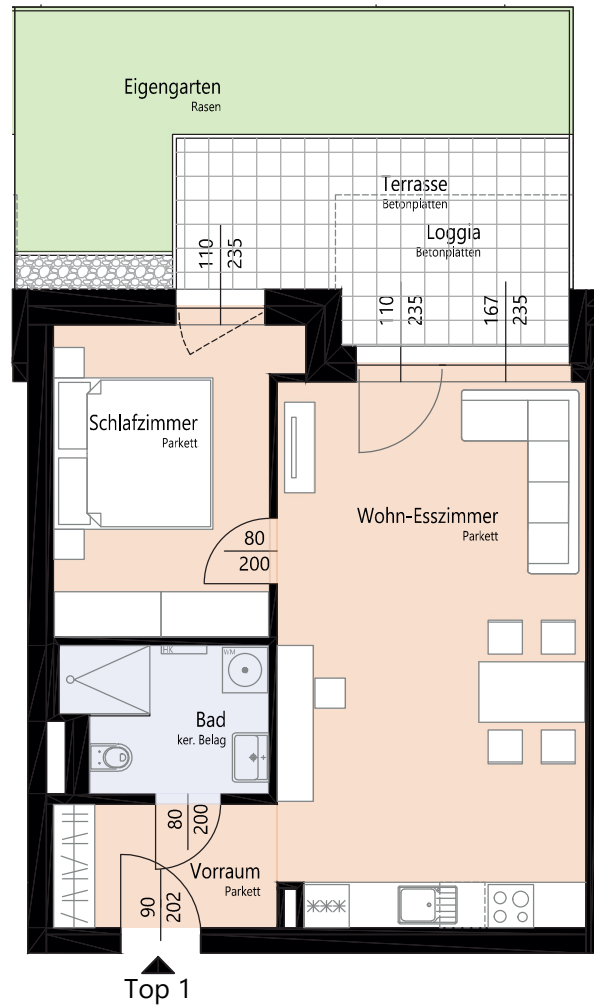 Eigengarten
Rasen
Terrasse
Betonplatten
Loggia
Betonplatten
110
235
110
235
167
235
Schlafzimmer
Parkett
Wohn-Esszimmer
Parkett
80
200
HK
WM
Bad
ker. Belag
80
200
Vorraum
Parkett
90
202
Top 1